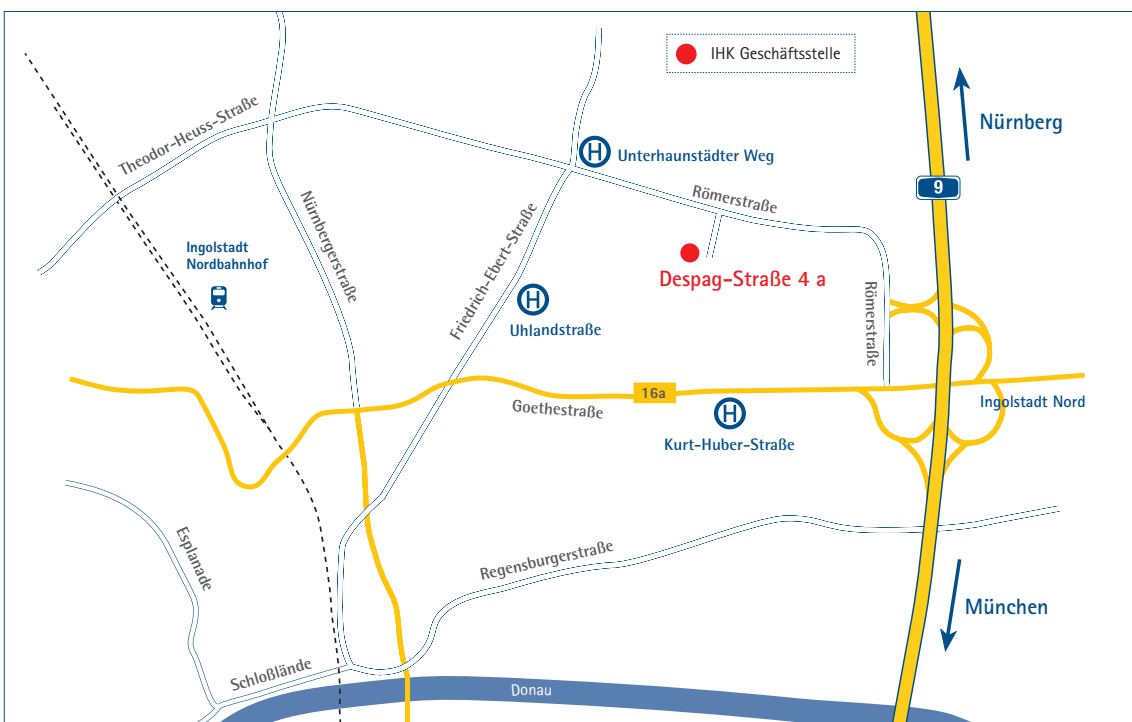 IHK Geschäftsstelle
Nürnberg
Theodor-Heuss-Straße
Unterhaunstädter Weg
9
Römerstraße
Nürnbergerstraße
Friedrich-Ebert-Straße
Ingolstadt
Nordbahnhof
H
H
Despag-Straße 4 a
Römerstraße
Uhlandstraße
16a
Goethestraße
H
Ingolstadt Nord
Kurt-Huber-Straße
Esplanade
Regensburgerstraße
München
Schloßlände
Donau